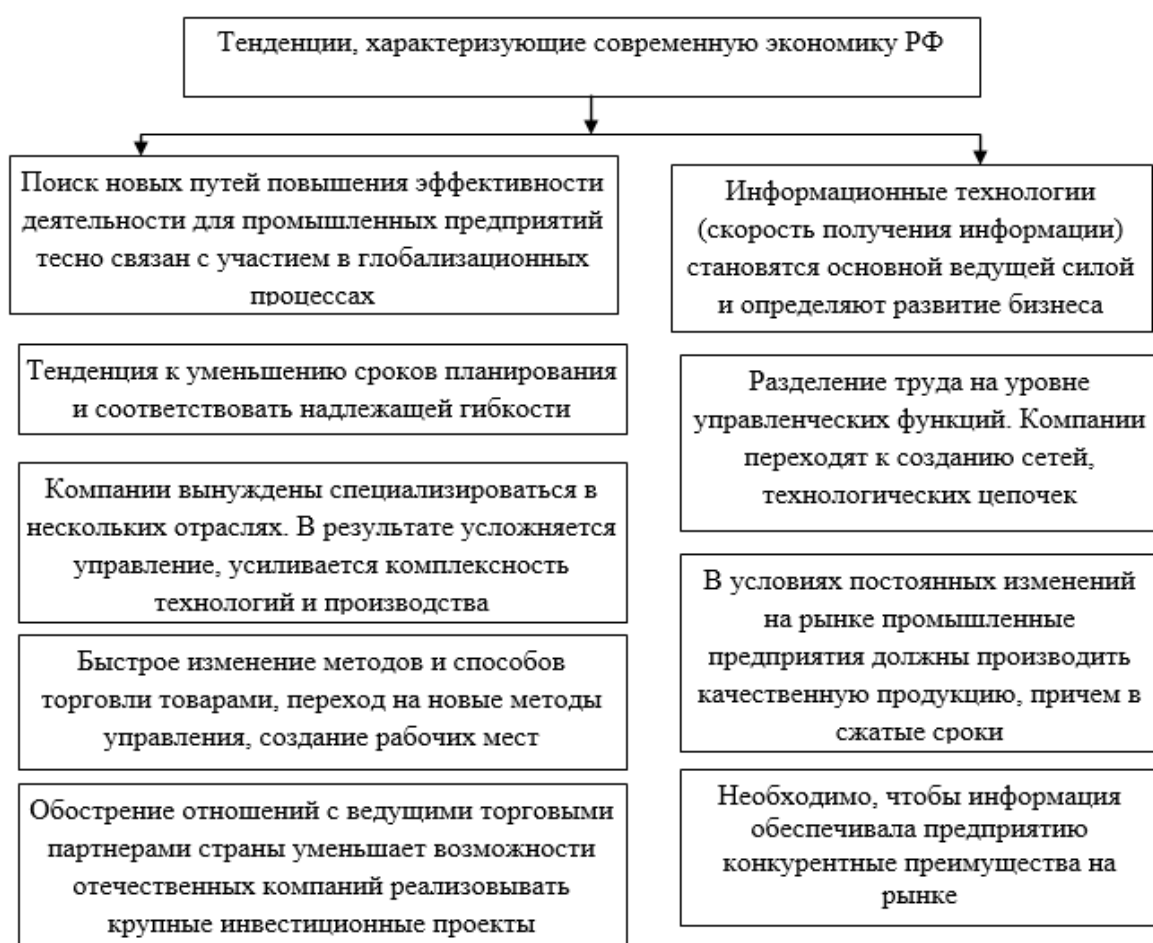 Тенденции, характеризующие современную экономику РФ
Поиск новых путей повышения эффективности
деятельности для промышленных предприятий
тесно связан с участием в глобализационных
процессах
Тенденция к уменьшению сроков планирования
и соответствовать надлежащей гибкости
Компании вынуждены специализироваться в
нескольких отраслях. В результате усложняется
управление, усиливается комплексность
технологий и производства
Быстрое изменение методов и способов
торговли товарами, переход на новые методы
управления, создание рабочих мест
Обострение отношений с ведущими торговыми
партнерами страны уменьшает возможности
отечественных компаний реализовывать
крупные инвестиционные проекты
Информационные технологии
(скорость получения информации)
становятся основной ведущей силой
и определяют развитие бизнеса
Разделение труда на уровне
управленческих функций. Компании
переходят к созданию сетей,
технологических цепочек
В условиях постоянных изменений
на рынке промышленные
предприятия должны производить
качественную продукцию, причем в
сжатые сроки
Необходимо, чтобы информация
обеспечивала предприятию
конкурентные преимущества на
рынке